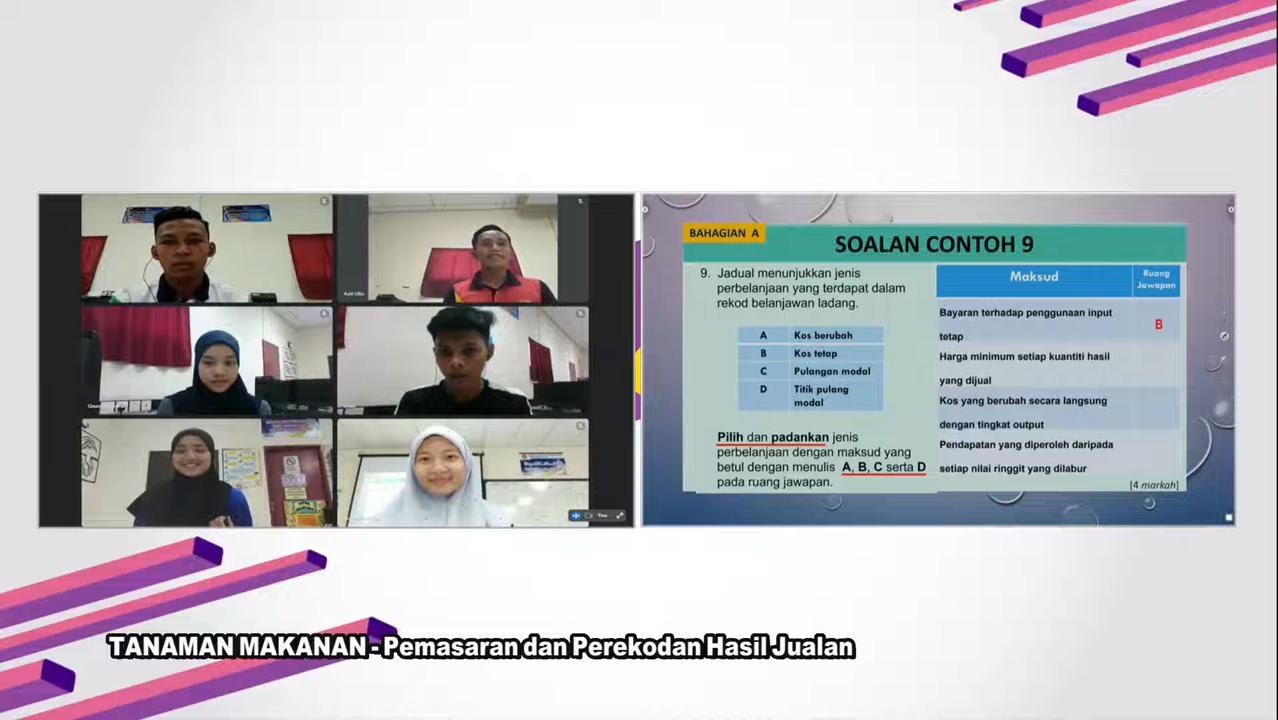 Azii Ulin
You
BAHAGIAN A
SOALAN CONTOH 9
9. Jadual menunjukkan jenis
perbelanjaan yang terdapat dalam
rekod belanjawan ladang.
A Kos berubah
B Kos tetap
C Pulangan modal
D Titik pulang
modal
Pilih dan padankan jenis
perbelanjaan dengan maksud yang
betul dengan menulis A, B, C serta D
pada ruang jawapan.
Maksud
Ruang
Jawapan
Bayaran terhadap penggunaan input
tetap
B
Harga minimum setiap kuantiti hasil
yang dijual
Kos yang berubah secara langsung
dengan tingkat output
Pendapatan yang diperoleh daripada
setiap nilai ringgit yang dilabur
[4 markah]
TANAMAN MAKANAN - Pemasaran dan Perekodan Hasil Jualan